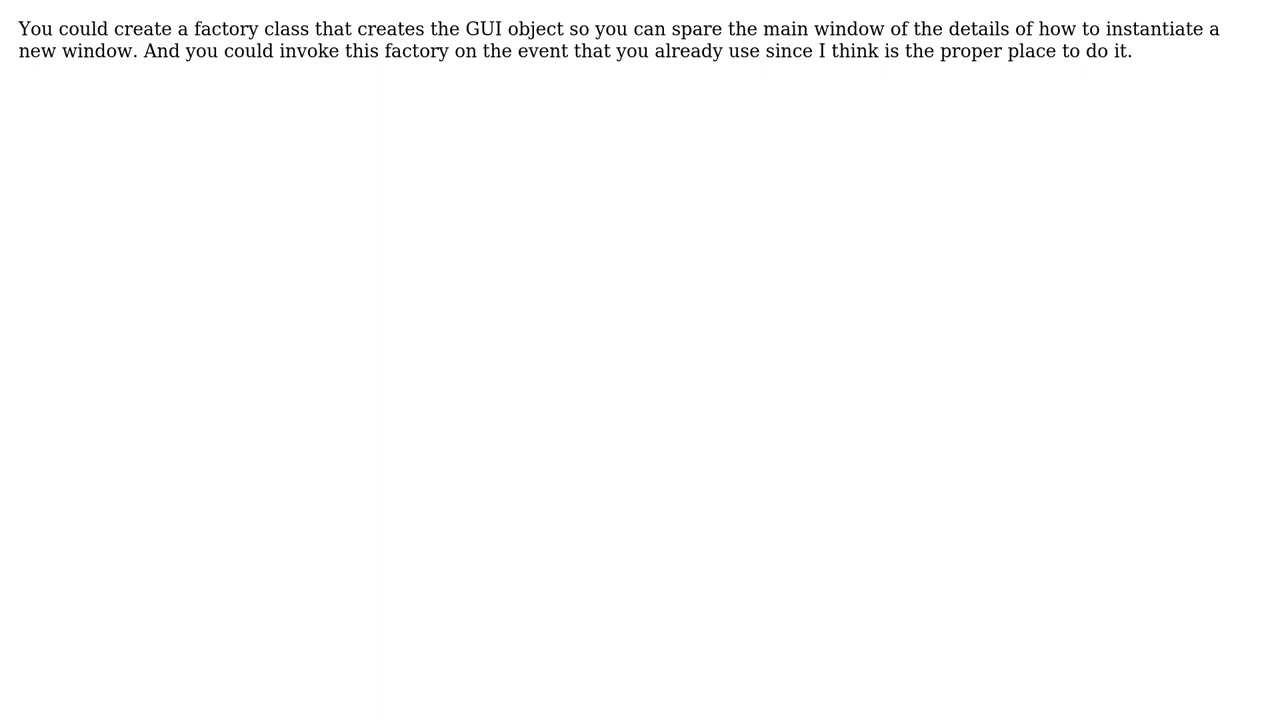 You could create a factory class that creates the GUI object so you can spare the main window of the details of how to instantiate a
new window. And you could invoke this factory on the event that you already use since I think is the proper place to do it.